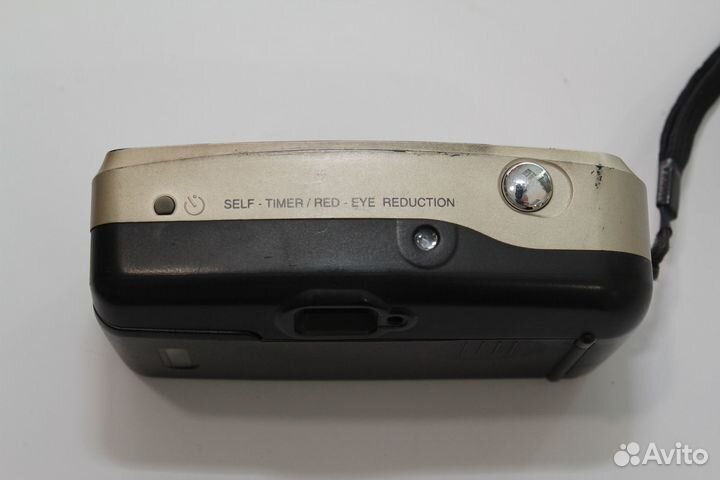 SELF - TIMER / RED - EYE REDUCTION
Avito